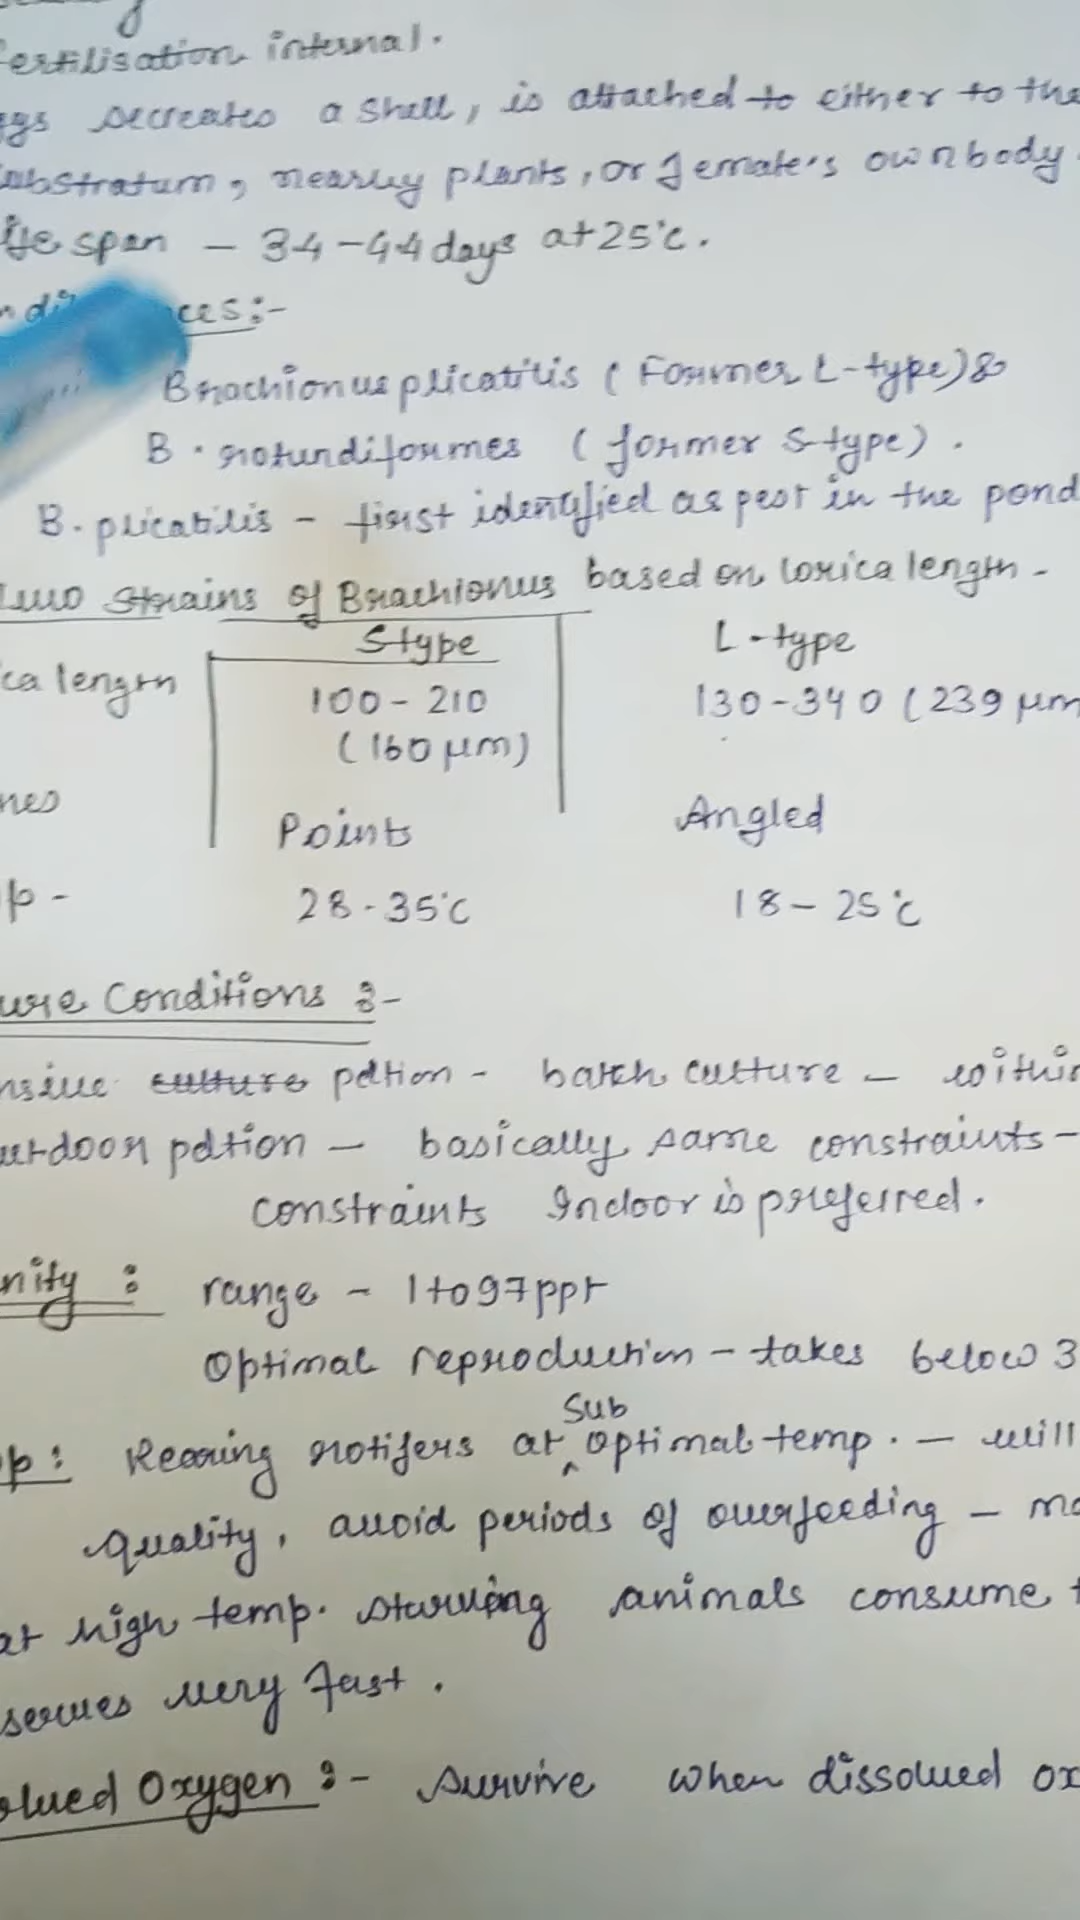 fertilisation internal.
ggs secreates a shell, is attached to either to the
ubstratum, nearly plants, or female's own body.
ife span – 34-44 days at 25°c.
ces:-
Brachionus plicatilis (Former L-type) &
B. rotundiformes (former S-type).
B. plicatilis – first identified as pest in the pond
Two Strains of Brachionus based on lorica length -
S type L-type
ca length 100-210 130-340 (239 µm
(160 µm)
nes Points Angled
p - 28-35°c 18-25°c
ure Conditions :-
nsive culture pdtion - batch culture – within
utdoor pdtion – basically same constraints -
constraints Indoor is preferred.
nity : range - 1 to 97 ppt
Optimal reproduction - takes below 3
p: Rearing rotifers at sub optimal temp. – will
quality, avoid periods of overfeeding – mo
at high temp. starving animals consume t
serves very fast.
olved Oxygen :- survive when dissolved ox